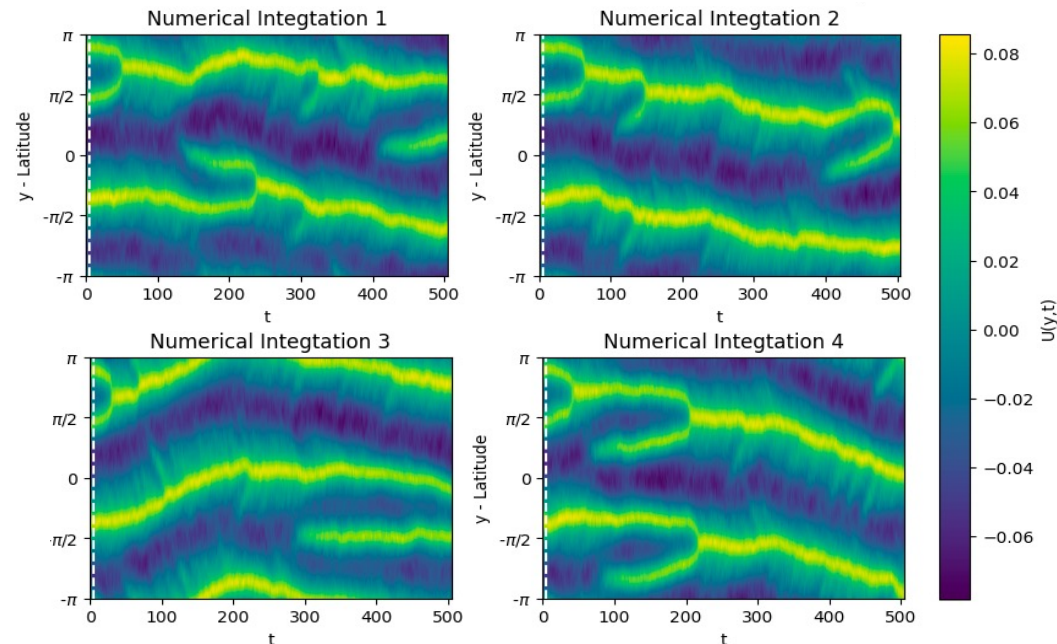 Numerical Integtation 1
π
π/2
0
-π/2
-π
y - Latitude
0 100 200 300 400 500
t
Numerical Integtation 2
π
π/2
0
-π/2
-π
y - Latitude
0 100 200 300 400 500
t
Numerical Integtation 3
π
π/2
0
·π/2
-π
0 100 200 300 400 500
t
Numerical Integtation 4
π
π/2
0
-π/2
-π
y - Latitude
0 100 200 300 400 500
t
0.08
0.06
0.04
0.02
0.00
−0.02
−0.04
−0.06
U(y,t)